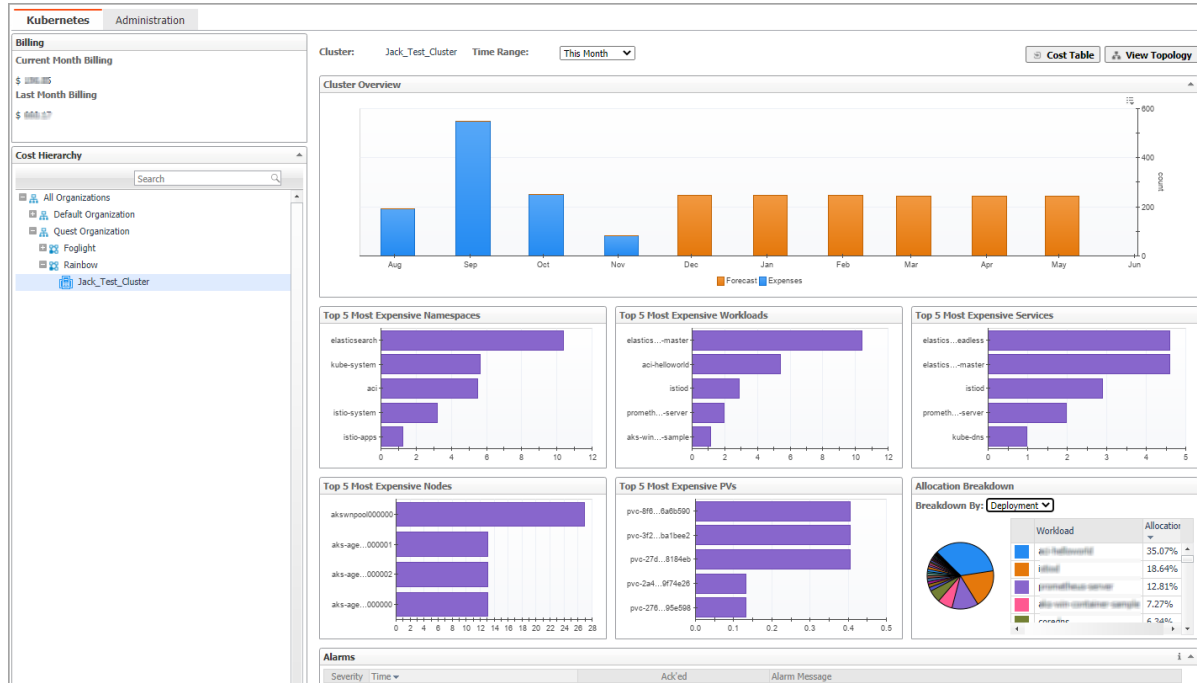 Kubernetes Administration
Billing
Current Month Billing
$
Last Month Billing
$
Cost Hierarchy
Search
All Organizations
Default Organization
Quest Organization
Foglight
Rainbow
Jack_Test_Cluster
Cluster: Jack_Test_Cluster Time Range: This Month Cost Table View Topology
Cluster Overview
600
400
200
0
count
Aug Sep Oct Nov Dec Jan Feb Mar Apr May Jun
Forecast Expenses
Top 5 Most Expensive Namespaces
elasticsearch
kube-system
aci
istio-system
istio-apps
0 2 4 6 8 10 12
Top 5 Most Expensive Workloads
elastics...-master
aci-helloworld
istiod
prometh...-server
aks-win...-sample
0 2 4 6 8 10 12
Top 5 Most Expensive Services
elastics...eadless
elastics...-master
istiod
prometh...-server
kube-dns
0 1 2 3 4 5
Top 5 Most Expensive Nodes
akswnpool000000
aks-age...000001
aks-age...000002
aks-age...000000
0 2 4 6 8 10 12 14 16 18 20 22 24 26 28
Top 5 Most Expensive PVs
pvc-8f6...6a6b590
pvc-3f2...ba1bee2
pvc-27d...8184eb
pvc-2a4...9f74e26
pvc-276...95e598
0.0 0.1 0.2 0.3 0.4 0.5
Allocation Breakdown
Breakdown By: Deployment
Workload Allocation
35.07%
18.64%
12.81%
7.27%
coredns 6.24%
Alarms
Severity Time Ack'ed Alarm Message